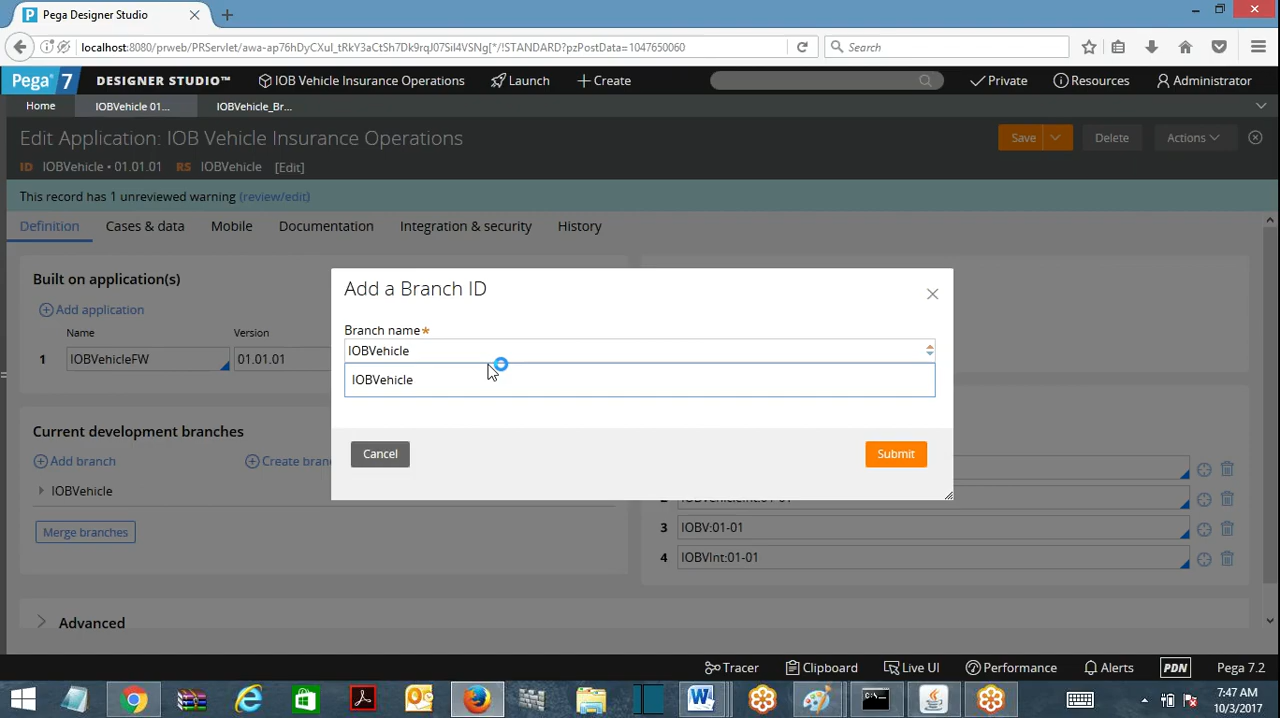 Pega Designer Studio
localhost:8080/prweb/PRServlet/awa-ap76hDyCXuI_tRkY3aCtSh7Dk9rqJ07Sil4VSNg[*/!STANDARD?pzPostData=1047650060
Search
Pega 7 DESIGNER STUDIO™ IOB Vehicle Insurance Operations Launch Create Private Resources Administrator
Home IOBVehicle 01... IOBVehicle_Br...
Edit Application: IOB Vehicle Insurance Operations Save Delete Actions
ID IOBVehicle • 01.01.01 RS IOBVehicle [Edit]
This record has 1 unreviewed warning (review/edit)
Definition Cases & data Mobile Documentation Integration & security History
Built on application(s)
Add application
Name Version
1 IOBVehicleFW 01.01.01
Add a Branch ID
Branch name*
IOBVehicle
IOBVehicle
Cancel Submit
Current development branches
Add branch Create bran
IOBVehicle
Merge branches
3 IOBV:01-01
4 IOBVInt:01-01
Advanced
Tracer Clipboard Live UI Performance Alerts PDN Pega 7.2
7:47 AM
10/3/2017